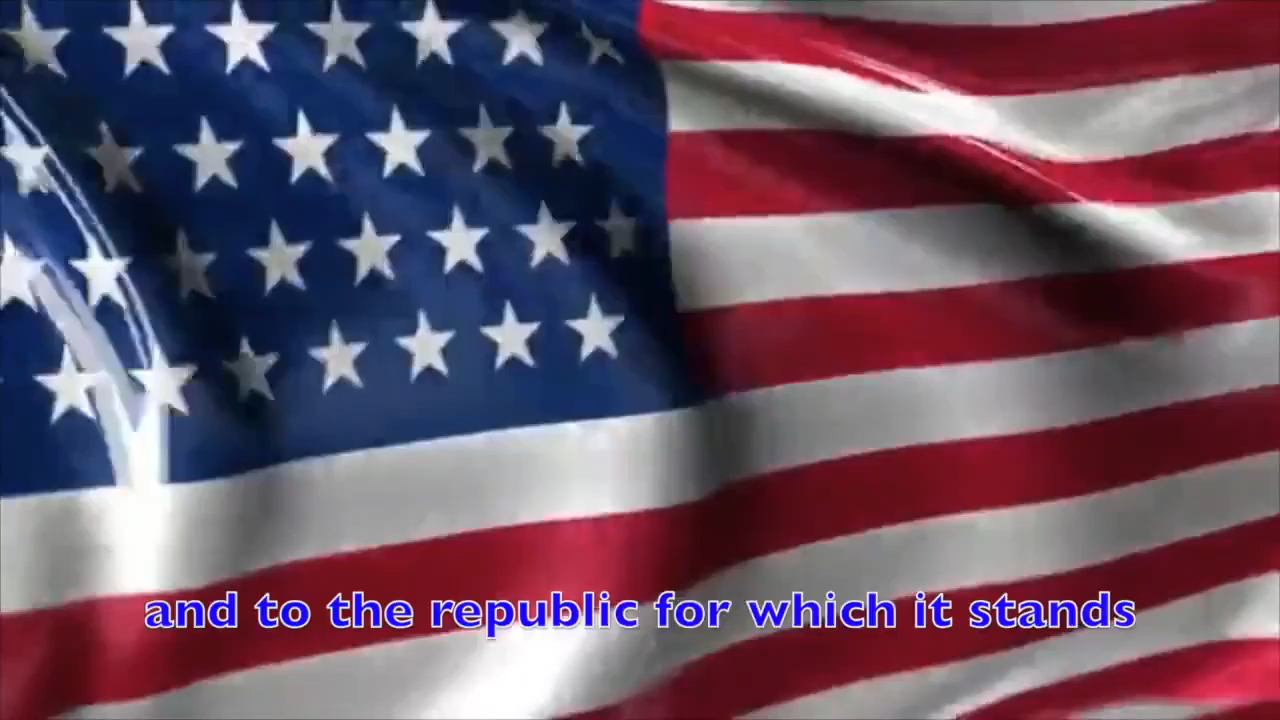 and to the republic for which it stands